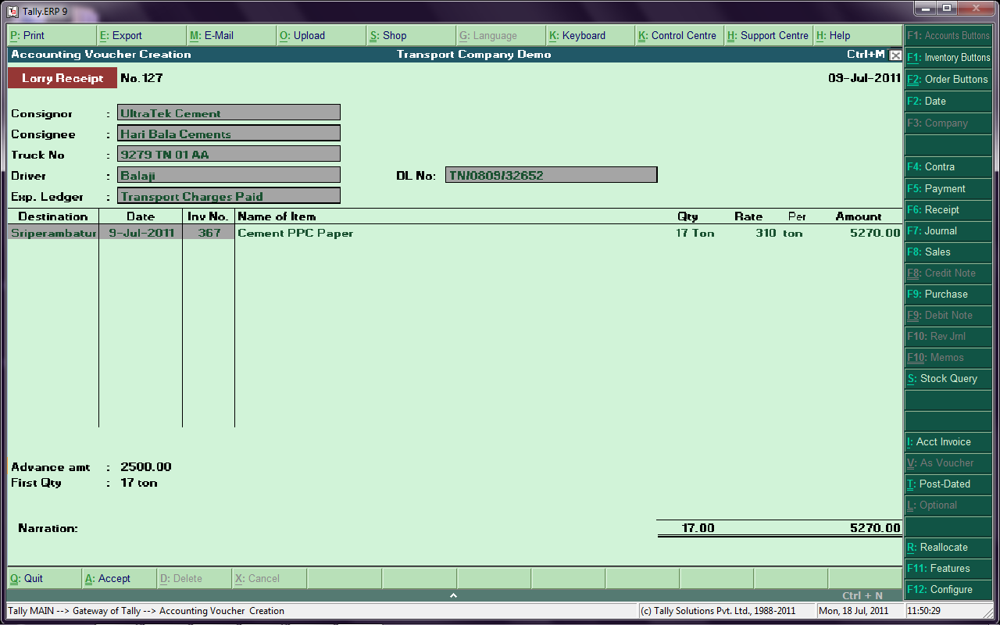 Tally.ERP 9
P: Print E: Export M: E-Mail O: Upload S: Shop G: Language K: Keyboard K: Control Centre H: Support Centre H: Help
Accounting Voucher Creation Transport Company Demo Ctrl+M
Lorry Receipt No. 127 09-Jul-2011
Consignor : UltraTek Cement
Consignee : Hari Bala Cements
Truck No : 9279 TN 01 AA
Driver : Balaji DL No: TN/0809/32652
Exp. Ledger : Transport Charges Paid
Destination Date Inv No. Name of Item Qty Rate Per Amount
Sriperambatur 9-Jul-2011 367 Cement PPC Paper 17 Ton 310 ton 5270.00
Advance amt : 2500.00
First Qty : 17 ton
Narration: 17.00 5270.00
Q: Quit A: Accept D: Delete X: Cancel
Ctrl + N
Tally MAIN --> Gateway of Tally --> Accounting Voucher Creation (c) Tally Solutions Pvt. Ltd., 1988-2011 Mon, 18 Jul, 2011 11:50:29
F1: Accounts Buttons
F1: Inventory Buttons
F2: Order Buttons
F2: Date
F3: Company
F4: Contra
F5: Payment
F6: Receipt
F7: Journal
F8: Sales
F8: Credit Note
F9: Purchase
F9: Debit Note
F10: Rev Jrnl
F10: Memos
S: Stock Query
I: Acct Invoice
V: As Voucher
T: Post-Dated
L: Optional
R: Reallocate
F11: Features
F12: Configure